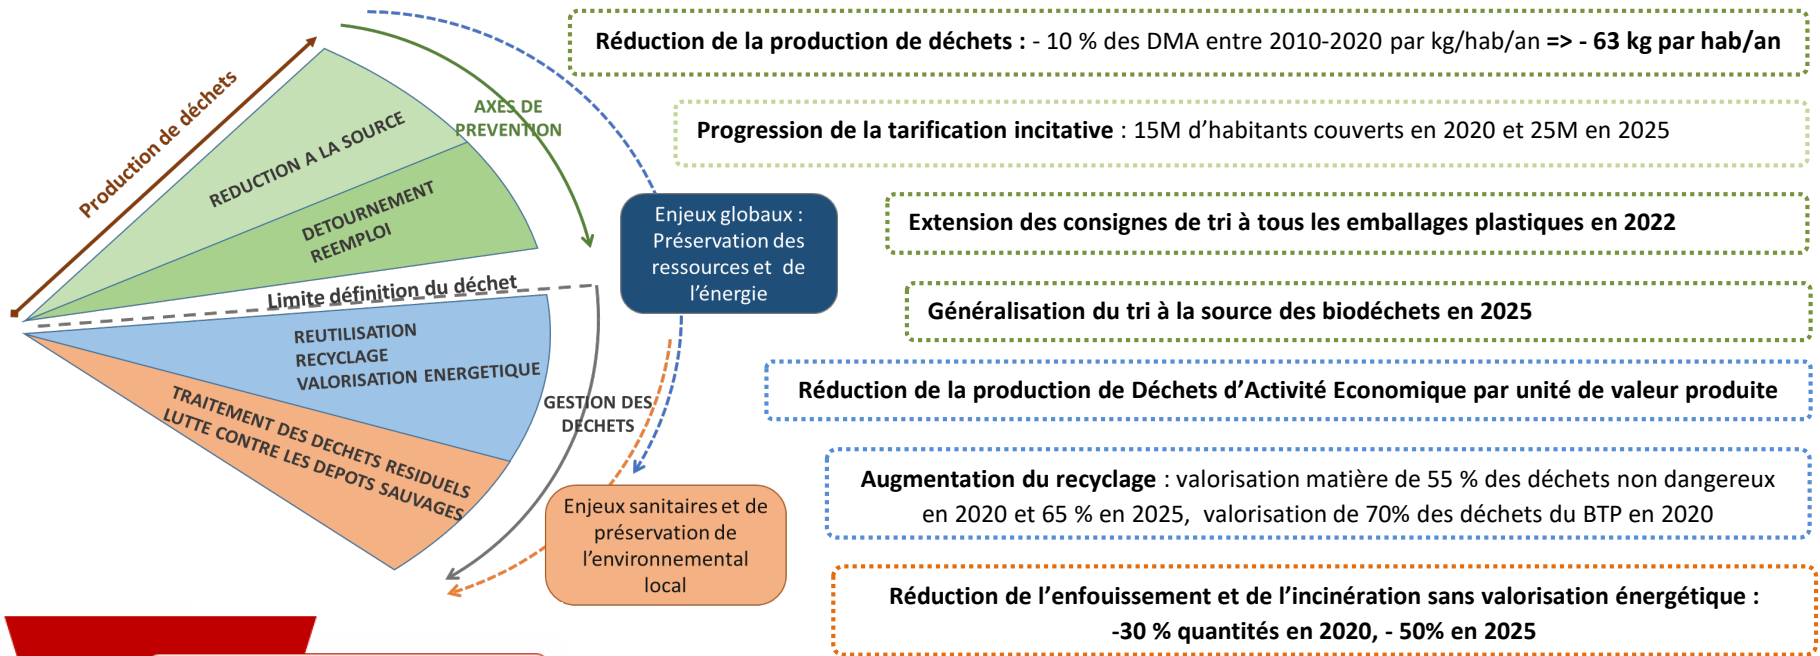 Production de déchets
REDUCTION A LA SOURCE
DETOURNEMENT
REEMPLOI
AXES DE
PREVENTION
Limite définition du déchet
REUTILISATION
RECYCLAGE
VALORISATION ENERGETIQUE
TRAITEMENT DES DECHETS RESIDUELS
LUTTE CONTRE LES DEPOTS SAUVAGES
GESTION DES
DECHETS
Enjeux globaux :
Préservation des
ressources et de
l’énergie
Enjeux sanitaires et de
préservation de
l’environnemental
local
Réduction de la production de déchets : - 10 % des DMA entre 2010-2020 par kg/hab/an => - 63 kg par hab/an
Progression de la tarification incitative : 15M d’habitants couverts en 2020 et 25M en 2025
Extension des consignes de tri à tous les emballages plastiques en 2022
Généralisation du tri à la source des biodéchets en 2025
Réduction de la production de Déchets d’Activité Economique par unité de valeur produite
Augmentation du recyclage : valorisation matière de 55 % des déchets non dangereux
en 2020 et 65 % en 2025, valorisation de 70% des déchets du BTP en 2020
Réduction de l’enfouissement et de l’incinération sans valorisation énergétique :
-30 % quantités en 2020, - 50% en 2025